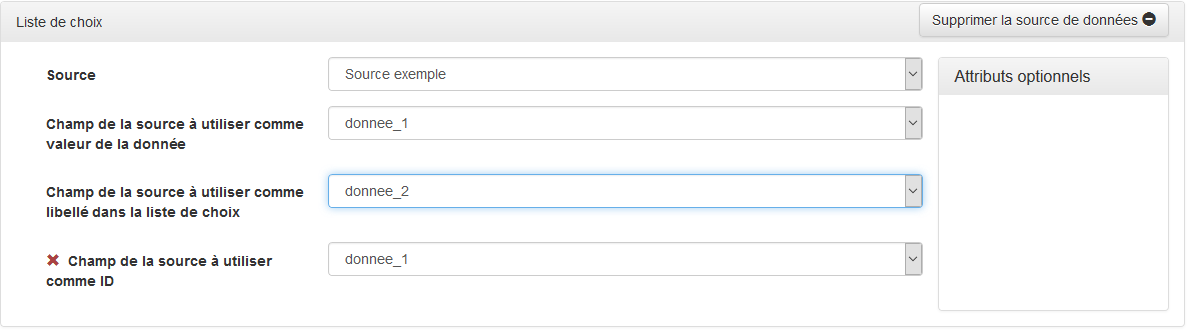 Liste de choix
Supprimer la source de données
Source
Source exemple
Attributs optionnels
Champ de la source à utiliser comme
valeur de la donnée
donnee_1
Champ de la source à utiliser comme
libellé dans la liste de choix
donnee_2
Champ de la source à utiliser
comme ID
donnee_1